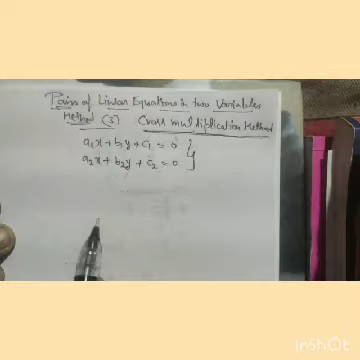 Pairs of Linear Equations in two Variables
Method (3) Cross multiplication Method
a₁x + b₁y + c₁ = 0
a₂x + b₂y + c₂ = 0
InShOt